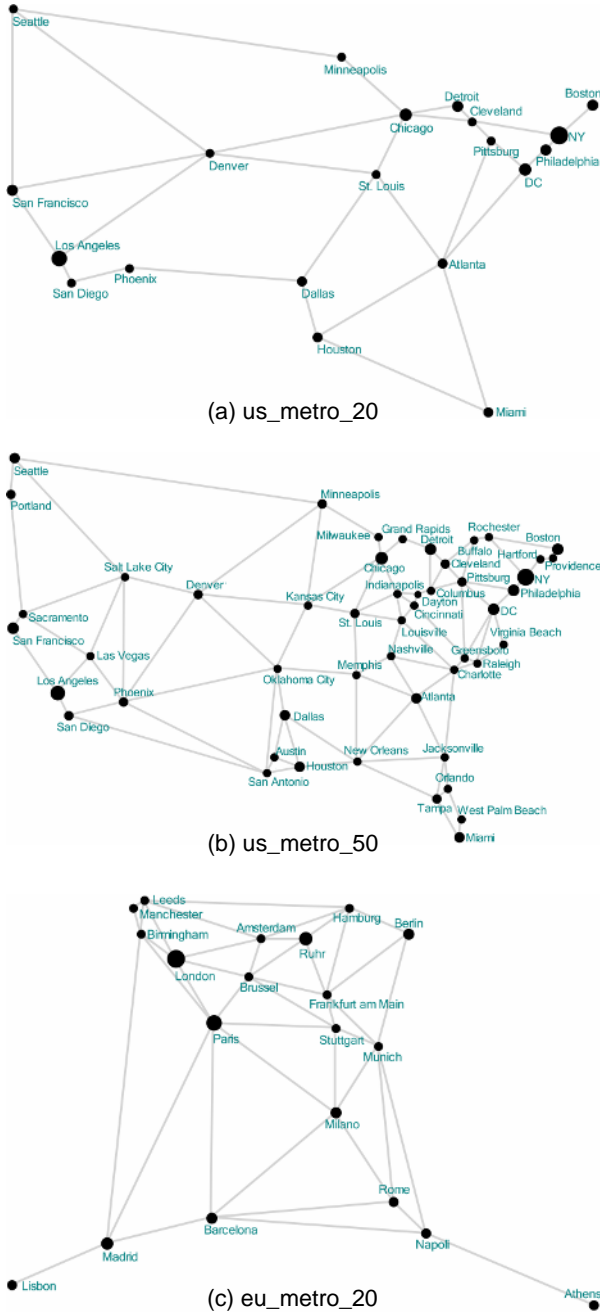 Seattle
Minneapolis
Detroit
Boston
Cleveland
Chicago
NY
Pittsburg
Philadelphia
Denver
St. Louis
DC
San Francisco
Los Angeles
Atlanta
San Diego
Phoenix
Dallas
Houston
Miami
(a) us_metro_20
Seattle
Minneapolis
Portland
Grand Rapids
Rochester
Milwaukee
Detroit
Boston
Buffalo
Hartford
Salt Lake City
Chicago
Cleveland
Providence
Denver
Indianapolis
Pittsburg
NY
Kansas City
Columbus
Philadelphia
Dayton
Sacramento
St. Louis
Cincinnati
DC
San Francisco
Louisville
Virginia Beach
Las Vegas
Nashville
Greensboro
Los Angeles
Memphis
Raleigh
Oklahoma City
Charlotte
Phoenix
Atlanta
San Diego
Dallas
Austin
New Orleans
Jacksonville
Houston
San Antonio
Orlando
Tampa
West Palm Beach
Miami
(b) us_metro_50
Leeds
Manchester
Hamburg
Berlin
Amsterdam
Birmingham
Ruhr
London
Brussel
Frankfurt am Main
Paris
Stuttgart
Munich
Milano
Rome
Barcelona
Napoli
Madrid
Lisbon
Athens
(c) eu_metro_20